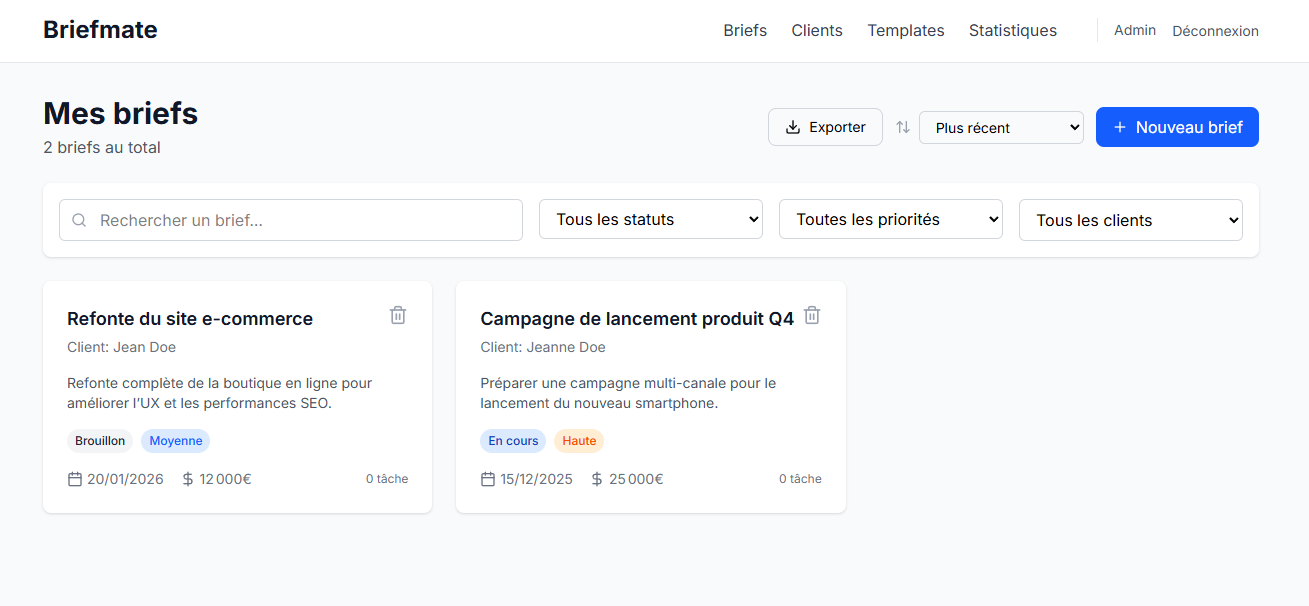 Briefmate
Briefs Clients Templates Statistiques Admin Déconnexion
Mes briefs
2 briefs au total
Exporter Plus récent + Nouveau brief
Rechercher un brief... Tous les statuts Toutes les priorités Tous les clients
Refonte du site e-commerce
Client: Jean Doe
Refonte complète de la boutique en ligne pour
améliorer l'UX et les performances SEO.
Brouillon Moyenne
20/01/2026 $ 12 000€ 0 tâche
Campagne de lancement produit Q4
Client: Jeanne Doe
Préparer une campagne multi-canale pour le
lancement du nouveau smartphone.
En cours Haute
15/12/2025 $ 25 000€ 0 tâche